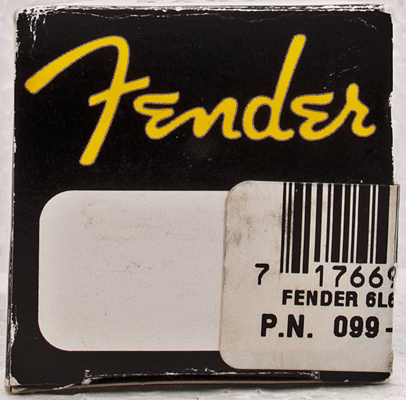 Fender
7 17669
FENDER 6L6
P.N. 099-